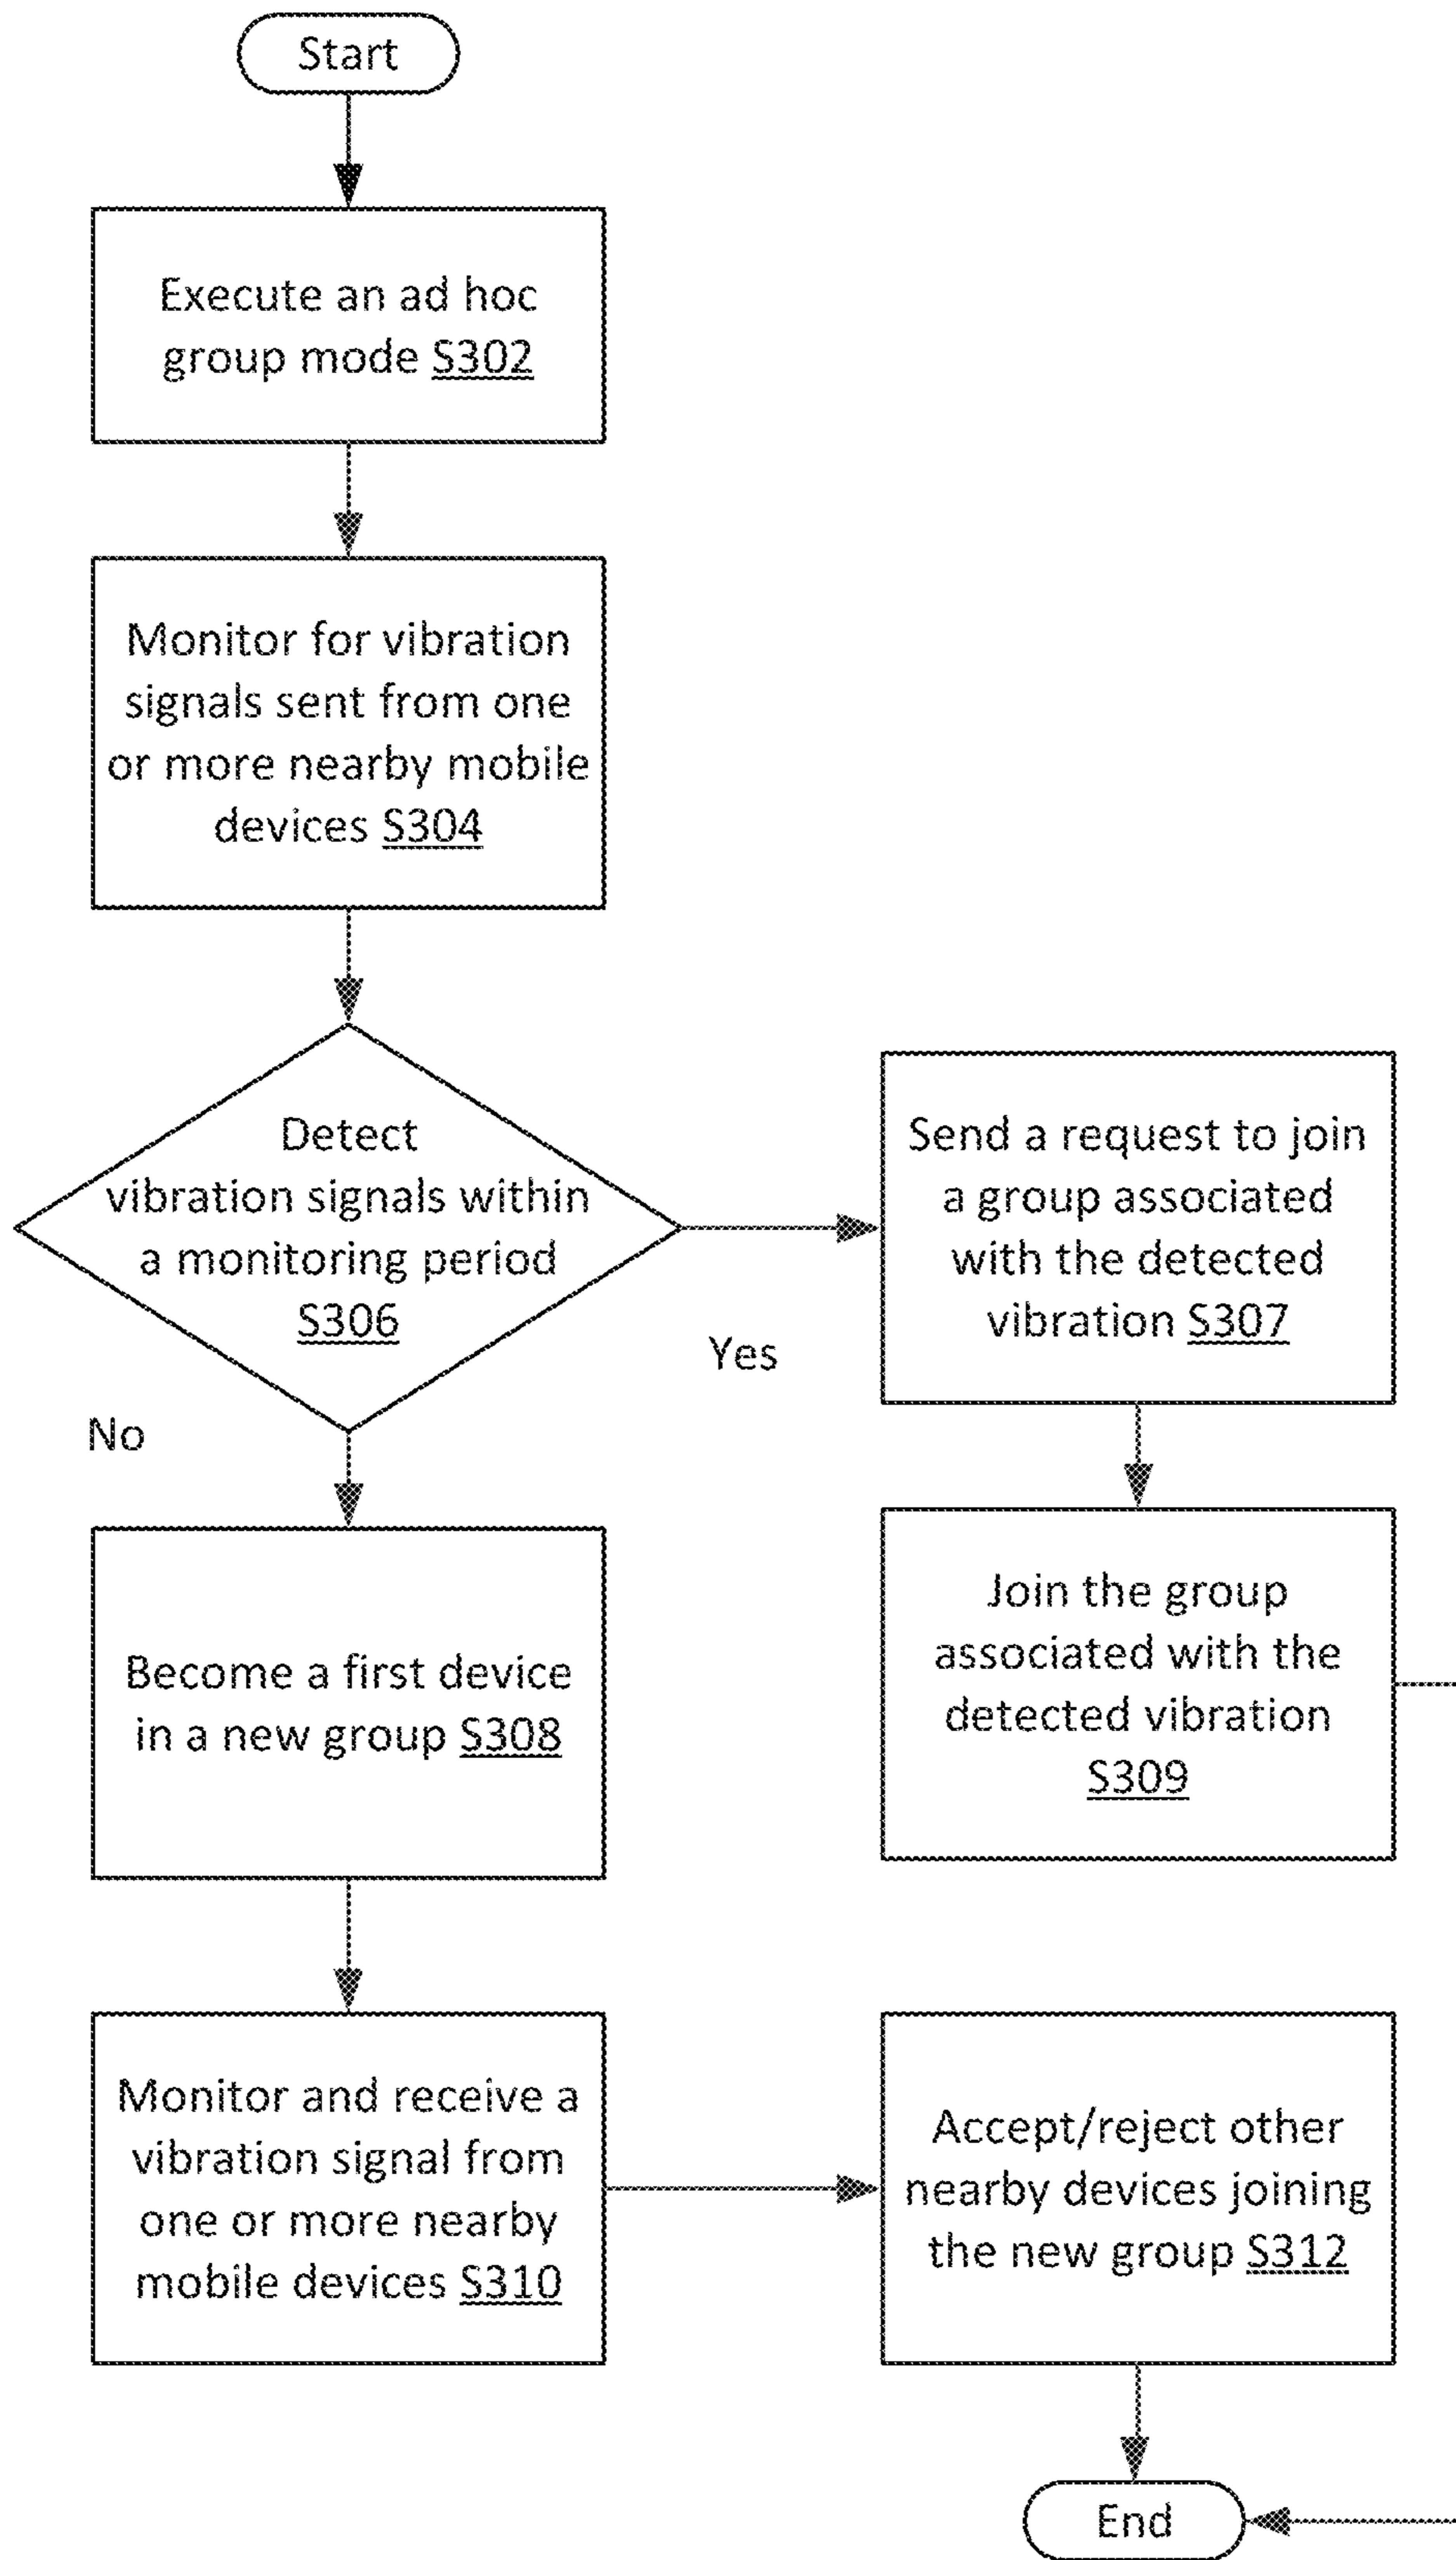 Start
Execute an ad hoc
group mode S302
Monitor for vibration
signals sent from one
or more nearby mobile
devices S304
Detect
vibration signals within
a monitoring period
S306
Yes
No
Send a request to join
a group associated
with the detected
vibration S307
Join the group
associated with the
detected vibration
S309
Become a first device
in a new group S308
Monitor and receive a
vibration signal from
one or more nearby
mobile devices S310
Accept/reject other
nearby devices joining
the new group S312
End